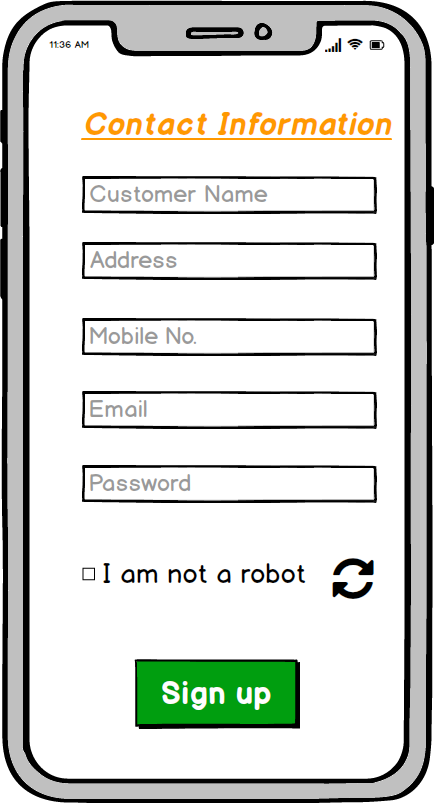 11:36 AM
Contact Information
Customer Name
Address
Mobile No.
Email
Password
I am not a robot
Sign up